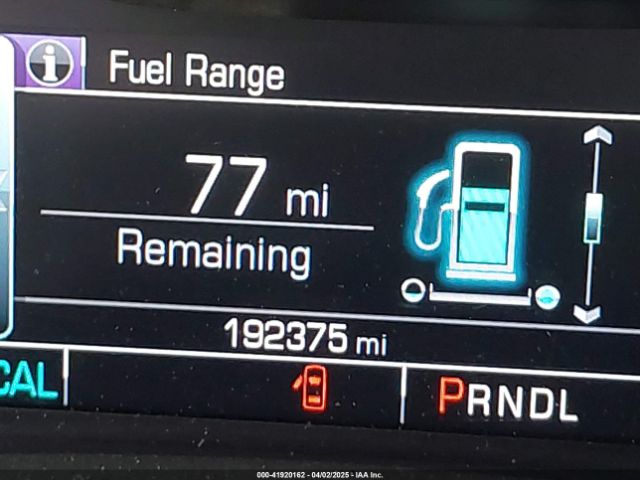 i Fuel Range
77 mi
Remaining
192375 mi
CAL PRNDL
000-41920162 - 04/02/2025 - IAA Inc.